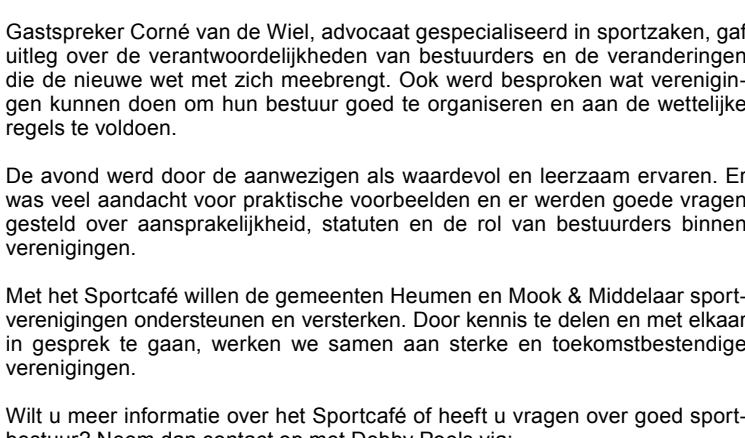 Gastspreker Corné van de Wiel, advocaat gespecialiseerd in sportzaken, gaf
uitleg over de verantwoordelijkheden van bestuurders en de veranderingen
die de nieuwe wet met zich meebrengt. Ook werd besproken wat verenigin-
gen kunnen doen om hun bestuur goed te organiseren en aan de wettelijke
regels te voldoen.
De avond werd door de aanwezigen als waardevol en leerzaam ervaren. Er
was veel aandacht voor praktische voorbeelden en er werden goede vragen
gesteld over aansprakelijkheid, statuten en de rol van bestuurders binnen
verenigingen.
Met het Sportcafé willen de gemeenten Heumen en Mook & Middelaar sport-
verenigingen ondersteunen en versterken. Door kennis te delen en met elkaar
in gesprek te gaan, werken we samen aan sterke en toekomstbestendige
verenigingen.
Wilt u meer informatie over het Sportcafé of heeft u vragen over goed sport-
bestuur? Neem dan contact op met Debby Poels via: